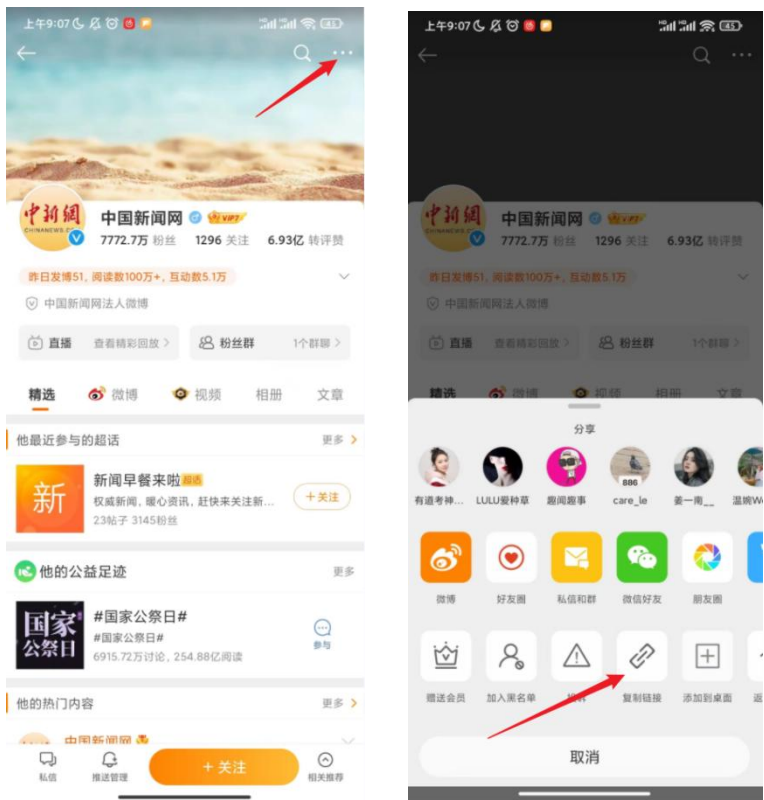 上午9:07
45
中新網
CHINANEWS
中国新闻网
7772.7万 粉丝 1296 关注 6.93亿 转评赞
昨日发博51, 阅读数100万+, 互动数5.1万
中国新闻网法人微博
直播 查看精彩回放 粉丝群 1个群聊
精选 微博 视频 相册 文章
他最近参与的超话 更多
新
新闻早餐来啦 超话
权威新闻,暖心资讯,赶快来关注新...
+关注
23帖子 3145粉丝
他的公益足迹 更多
国家公祭日
#国家公祭日#
#国家公祭日#
6915.72万讨论, 254.88亿阅读
参与
他的热门内容 更多
中国新闻网
私信 推送管理 +关注 相关推荐
上午9:07
45
中新網
CHINANEWS
中国新闻网
7772.7万 粉丝 1296 关注 6.93亿 转评赞
昨日发博51, 阅读数100万+, 互动数5.1万
中国新闻网法人微博
直播 查看精彩回放 粉丝群 1个群聊
精选 微博 视频 相册 文章
分享
886
有道考神... LULU爱种草 趣闻趣事 care_le 姜一南__ 温婉We
微博 好友圈 私信和群 微信好友 朋友圈
赠送会员 加入黑名单 复制链接 添加到桌面 返
取消